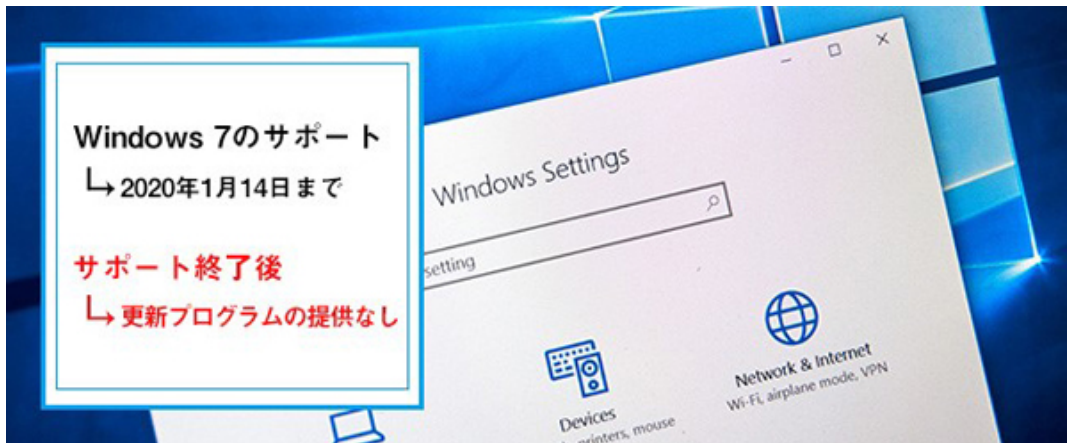 Windows 7のサポート
2020年1月14日まで
サポート終了後
更新プログラムの提供なし
Windows Settings
setting
Devices
printers, mouse
Network & Internet
Wi-Fi, airplane mode, VPN